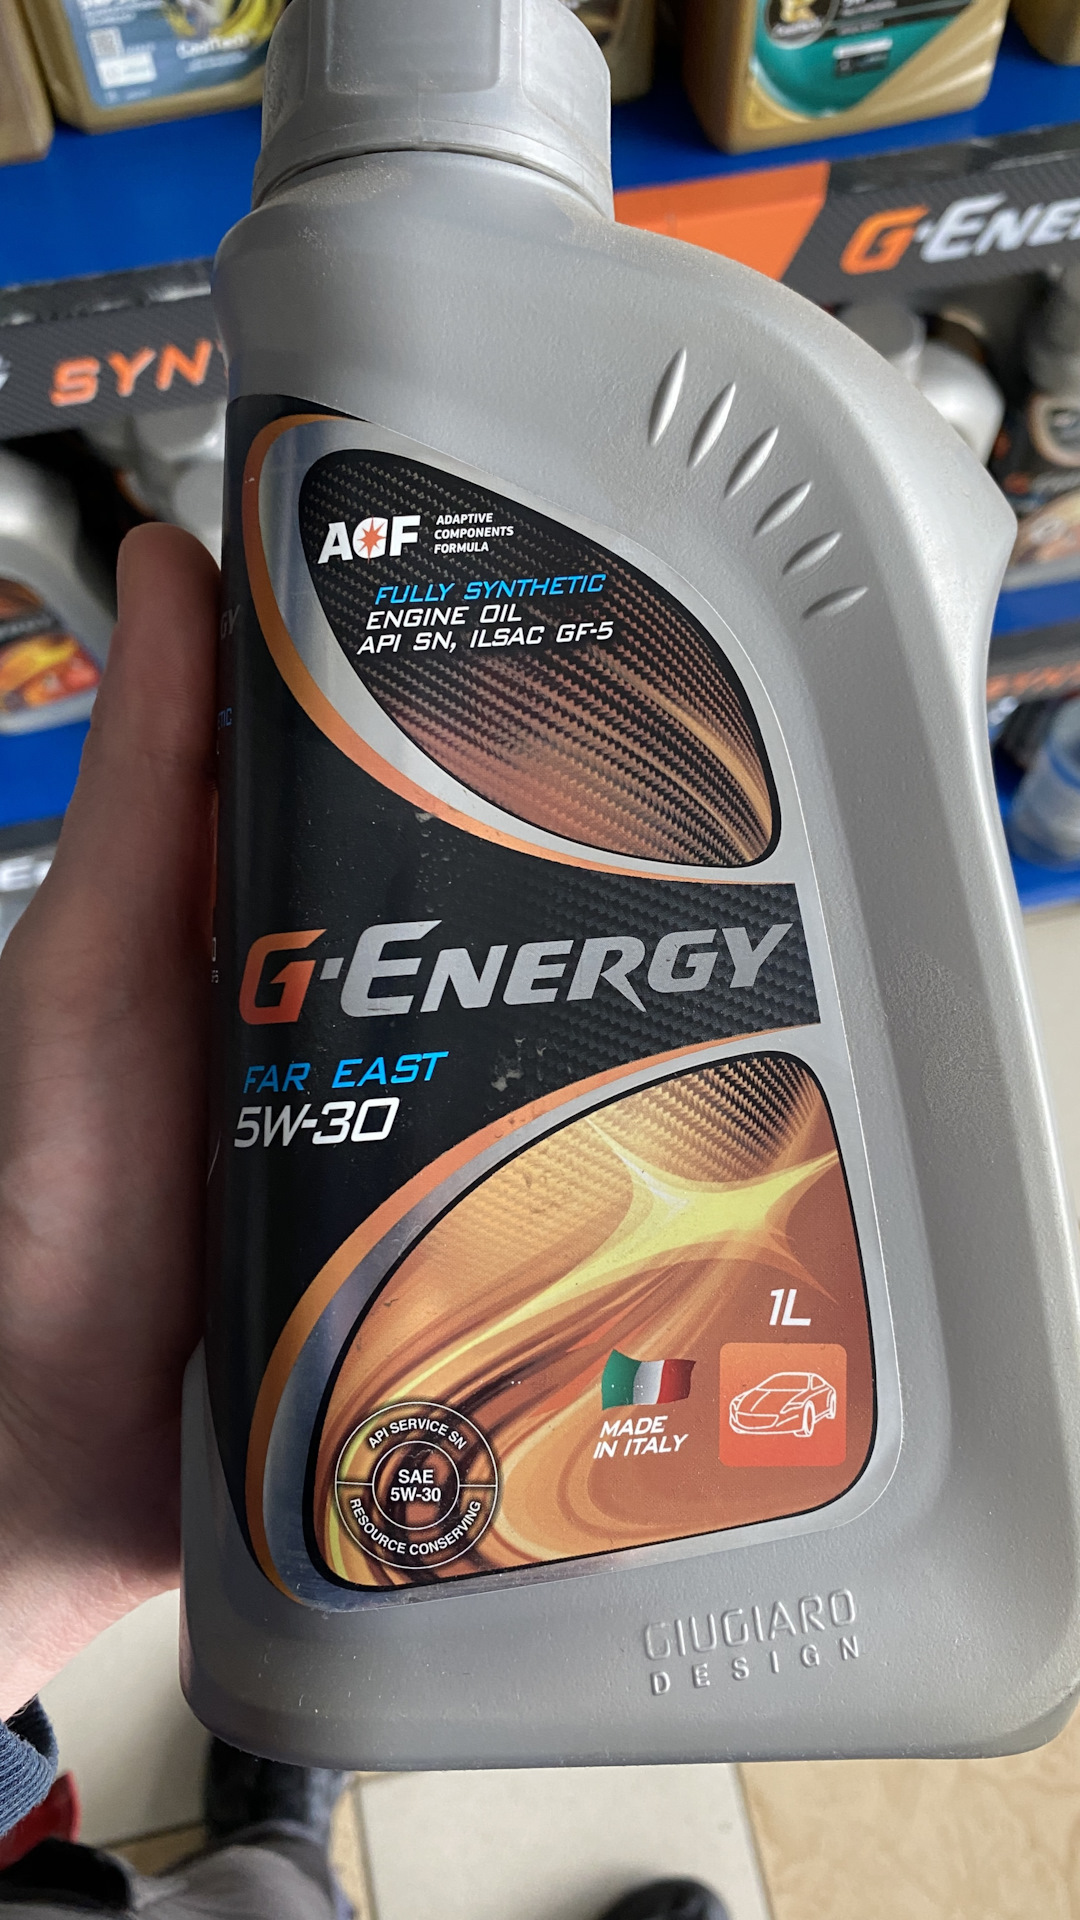 G-ENE
SYN
ACF
ADAPTIVE
COMPONENTS
FORMULA
FULLY SYNTHETIC
ENGINE OIL
API SN, ILSAC GF-5
G-ENERGY
FAR EAST
5W-30
1L
MADE
IN ITALY
API SERVICE SN
SAE
5W-30
RESOURCE CONSERVING
GIUGIARO
DESIGN